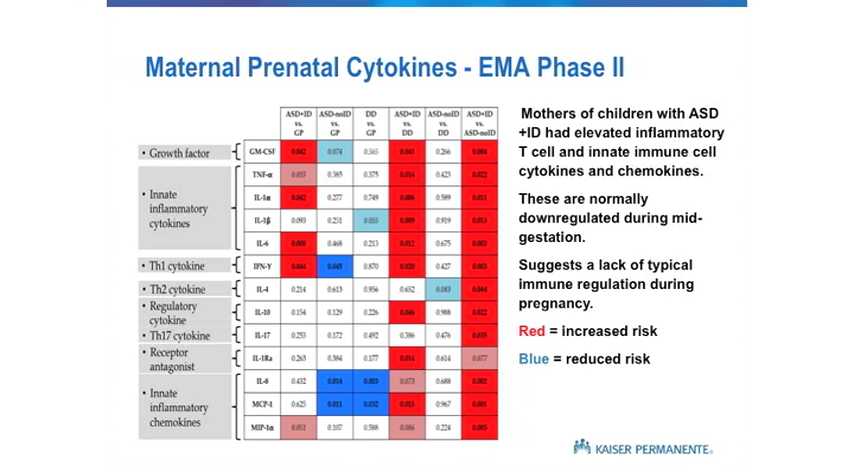 Maternal Prenatal Cytokines - EMA Phase II
ASD+ID vs. GP ASD-noID vs. GP DD vs. GP ASD+ID vs. DD ASD-noID vs. DD ASD+ID vs. ASD-noID
• Growth factor GM-CSF 0.042 0.074 0.565 0.041 0.266 0.004
• Innate inflammatory cytokines
TNF-α 0.055 0.385 0.375 0.014 0.423 0.022
IL-1α 0.042 0.277 0.749 0.006 0.589 0.011
IL-1β 0.093 0.251 0.055 0.009 0.919 0.013
IL-6 0.008 0.468 0.213 0.012 0.675 0.003
• Th1 cytokine IFN-Y 0.044 0.045 0.870 0.020 0.427 0.003
• Th2 cytokine IL-4 0.214 0.613 0.956 0.652 0.083 0.044
• Regulatory cytokine IL-10 0.134 0.129 0.226 0.046 0.988 0.022
• Th17 cytokine IL-17 0.253 0.172 0.492 0.386 0.476 0.035
• Receptor antagonist IL-1Ra 0.263 0.384 0.177 0.014 0.614 0.077
• Innate inflammatory chemokines
IL-8 0.432 0.014 0.003 0.073 0.688 0.002
MCP-1 0.625 0.011 0.032 0.015 0.967 0.001
MIP-1α 0.051 0.107 0.588 0.086 0.224 0.003
Mothers of children with ASD
+ID had elevated inflammatory
T cell and innate immune cell
cytokines and chemokines.
These are normally
downregulated during mid-
gestation.
Suggests a lack of typical
immune regulation during
pregnancy.
Red = increased risk
Blue = reduced risk
KAISER PERMANENTE®